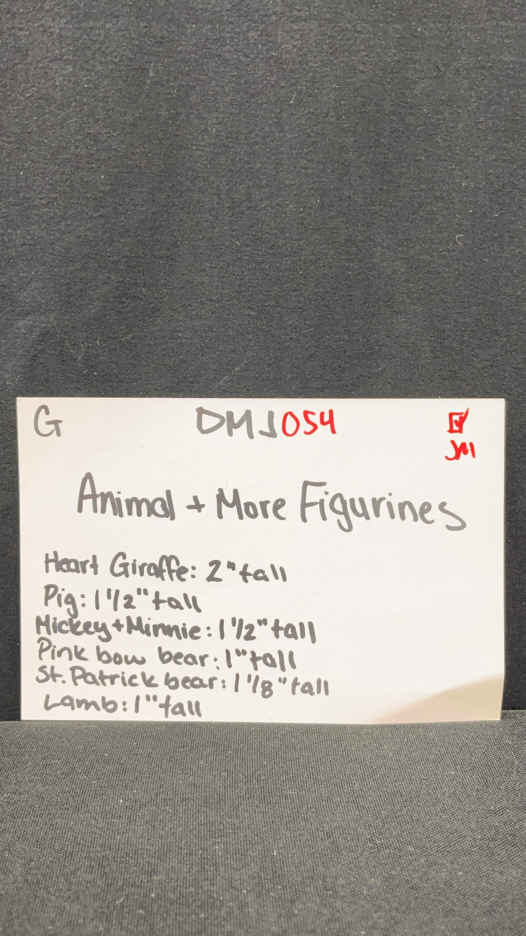 G DMJ054
Animal + More Figurines
Heart Giraffe: 2" tall
Pig: 1 1/2" tall
Mickey + Minnie: 1 1/2" tall
Pink bow bear: 1" tall
St. Patrick bear: 1 1/8" tall
Lamb: 1" tall